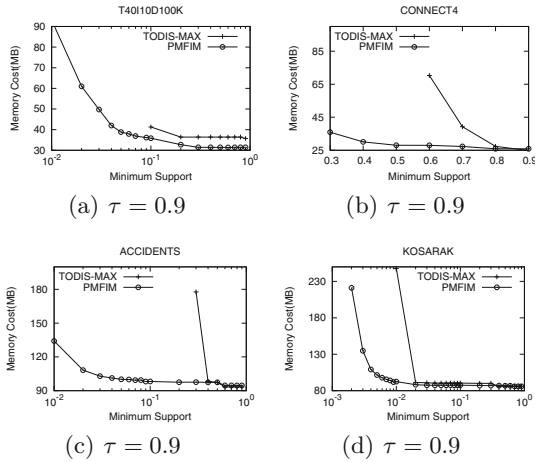 T40I10D100K
Memory Cost(MB)
90
80
70
60
50
40
30
TODIS-MAX
PMFIM
10^-2
10^-1
10^0
Minimum Support
(a) τ = 0.9
CONNECT4
Memory Cost(MB)
85
65
45
25
TODIS-MAX
PMFIM
0.3 0.4 0.5 0.6 0.7 0.8 0.9
Minimum Support
(b) τ = 0.9
ACCIDENTS
Memory Cost(MB)
180
150
120
90
TODIS-MAX
PMFIM
10^-2
10^-1
10^0
Minimum Support
(c) τ = 0.9
KOSARAK
Memory Cost(MB)
230
180
130
80
TODIS-MAX
PMFIM
10^-3
10^-2
10^-1
10^0
Minimum Support
(d) τ = 0.9